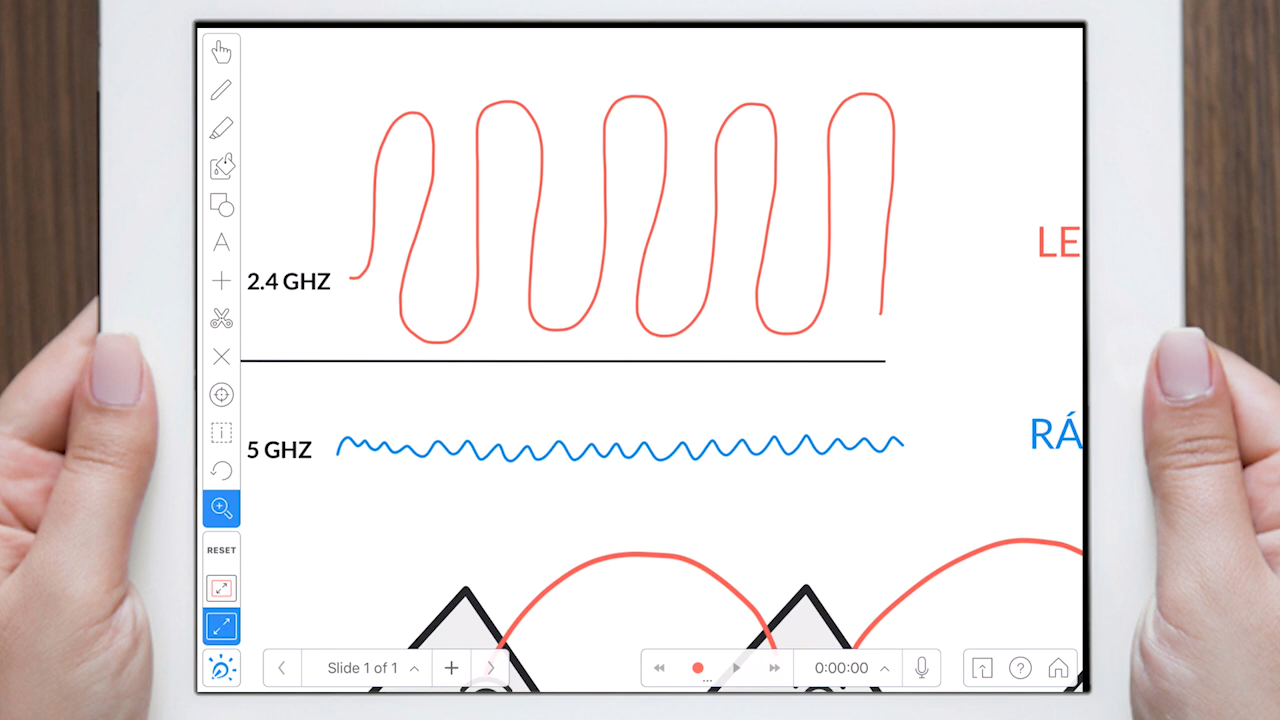 LE
2.4 GHZ
RÁ
5 GHZ
RESET
Slide 1 of 1
0:00:00